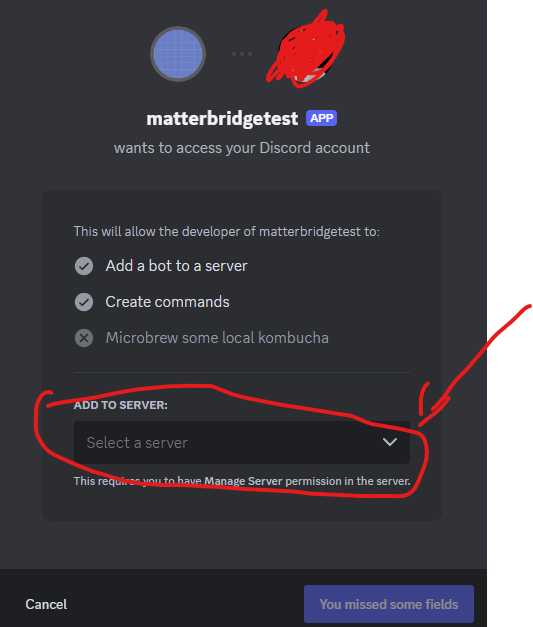 matterbridgetest APP
wants to access your Discord account
This will allow the developer of matterbridgetest to:
Add a bot to a server
Create commands
Microbrew some local kombucha
ADD TO SERVER:
Select a server
This requires you to have Manage Server permission in the server.
Cancel
You missed some fields